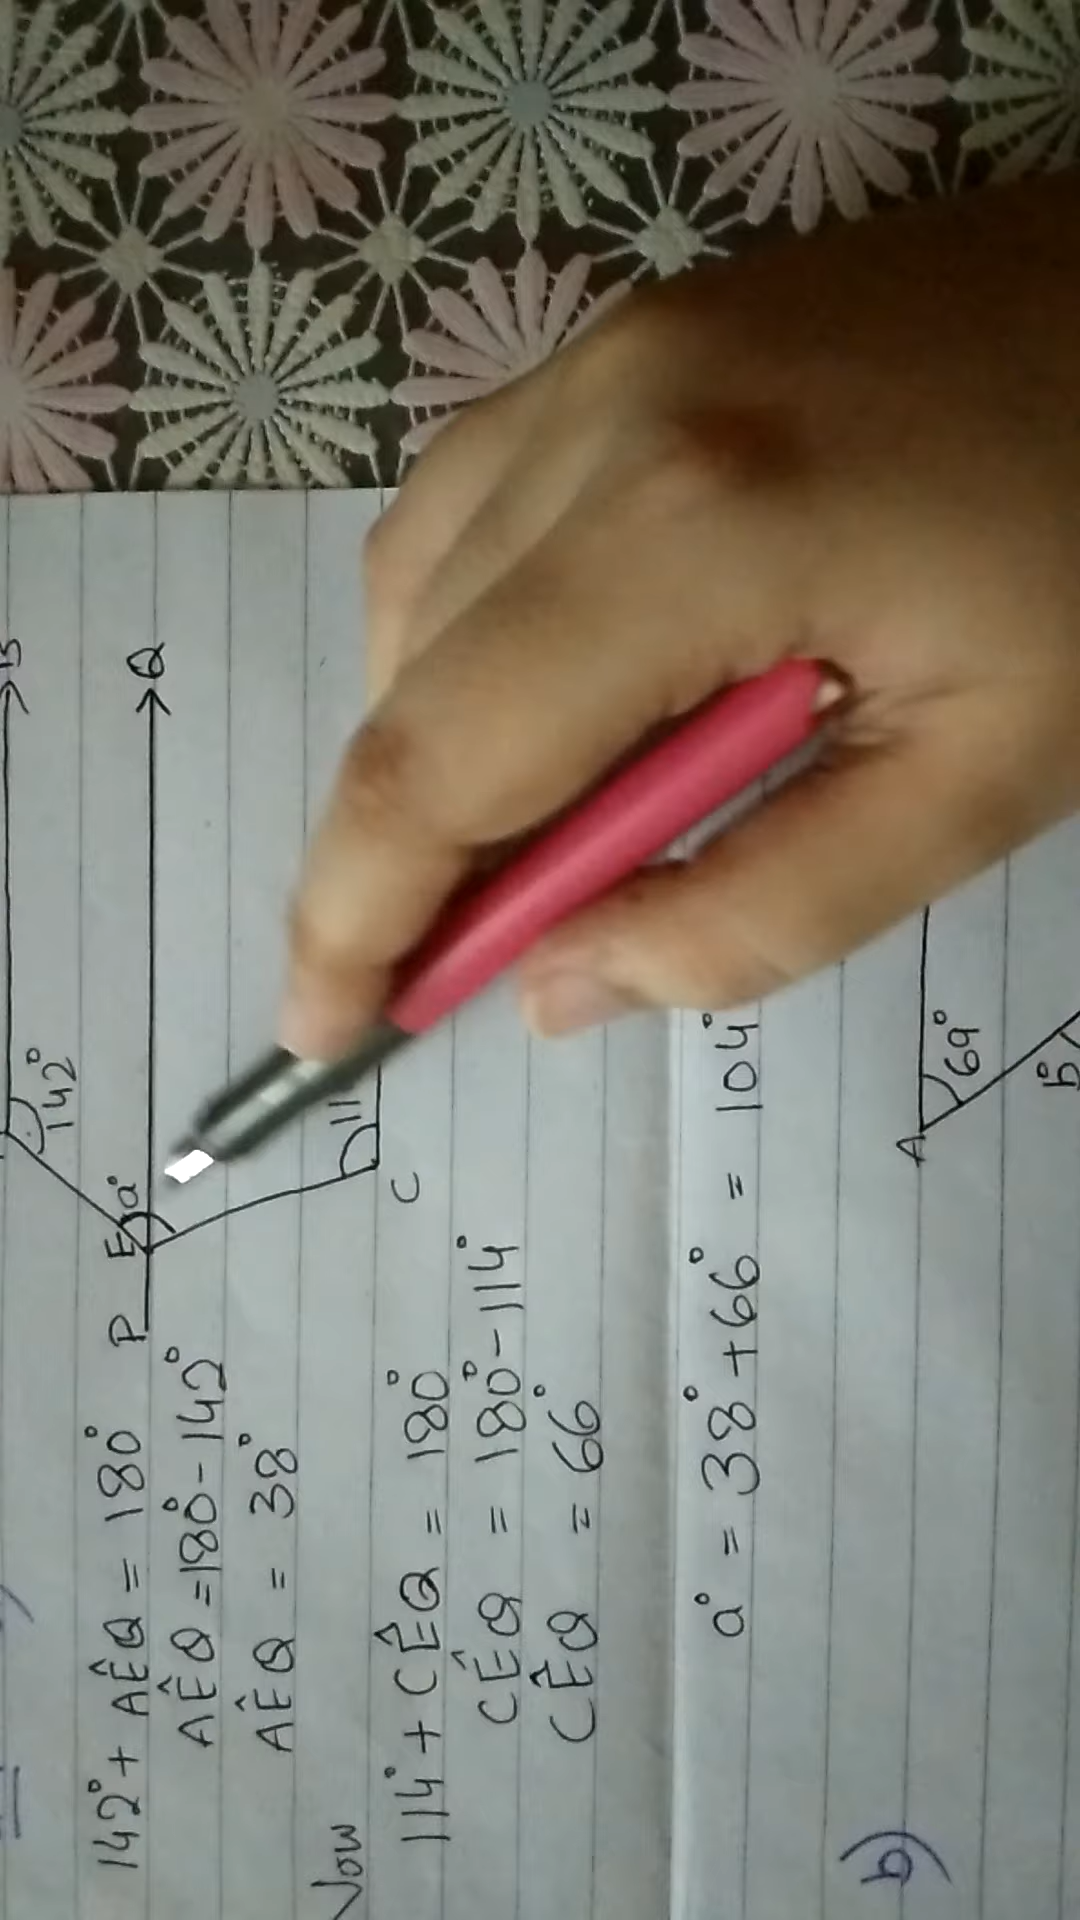 B
142°
Q
a°
P E
11
C
142° + AÊQ = 180°
AÊQ = 180° - 142°
AÊQ = 38°
Now
114° + CÊQ = 180°
CÊQ = 180° - 114°
CÊQ = 66°
a° = 38° + 66° = 104°
b)
A 69°
b°